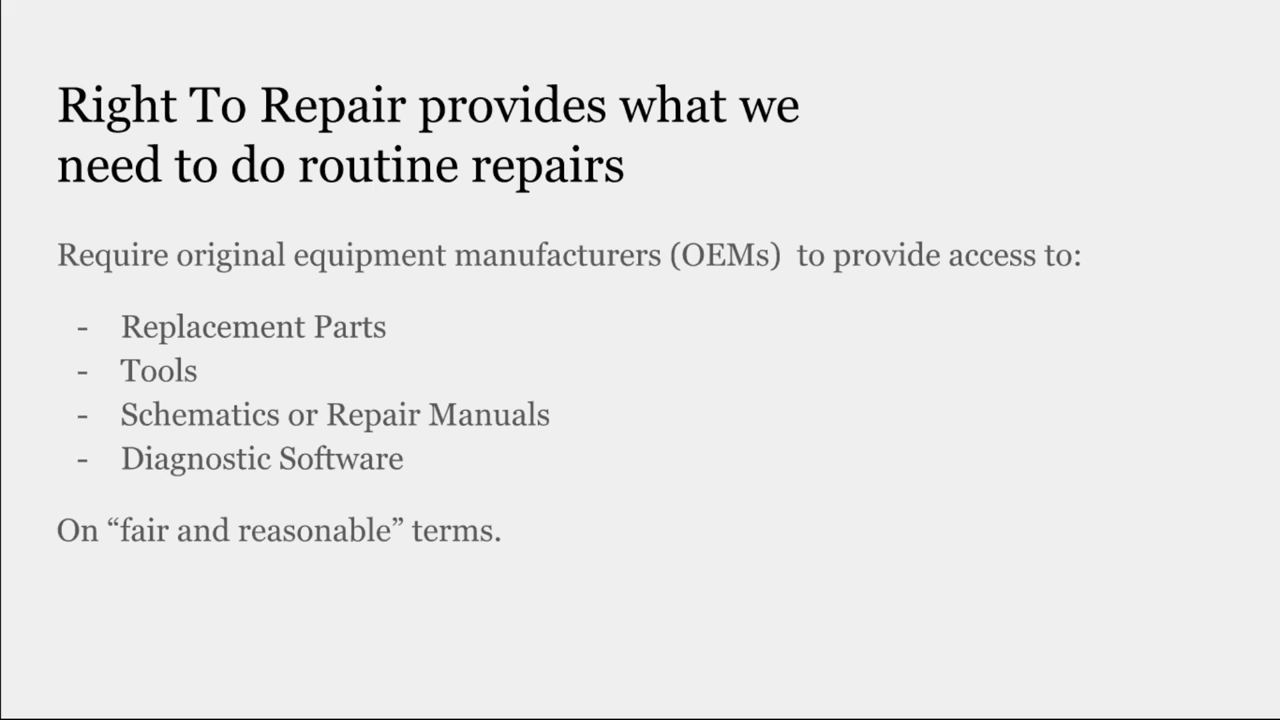 Right To Repair provides what we
need to do routine repairs
Require original equipment manufacturers (OEMs)  to provide access to:
- Replacement Parts
- Tools
- Schematics or Repair Manuals
- Diagnostic Software
On “fair and reasonable” terms.